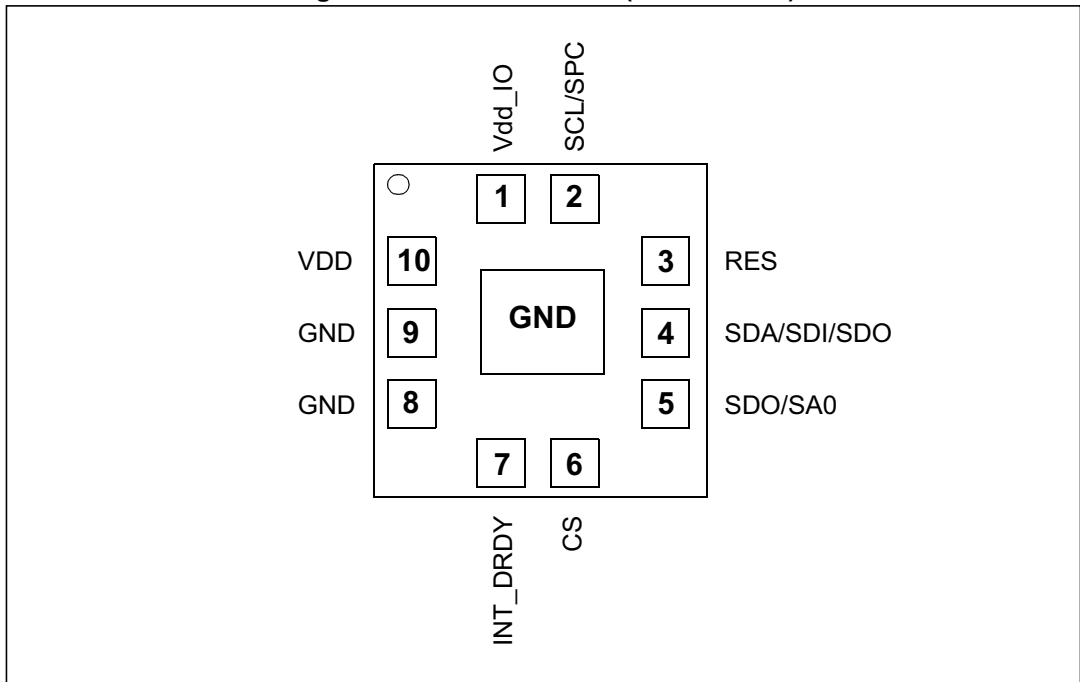 Vdd_IO
SCL/SPC
1
2
VDD
10
3
RES
GND
9
GND
4
SDA/SDI/SDO
GND
8
5
SDO/SA0
7
6
INT_DRDY
CS